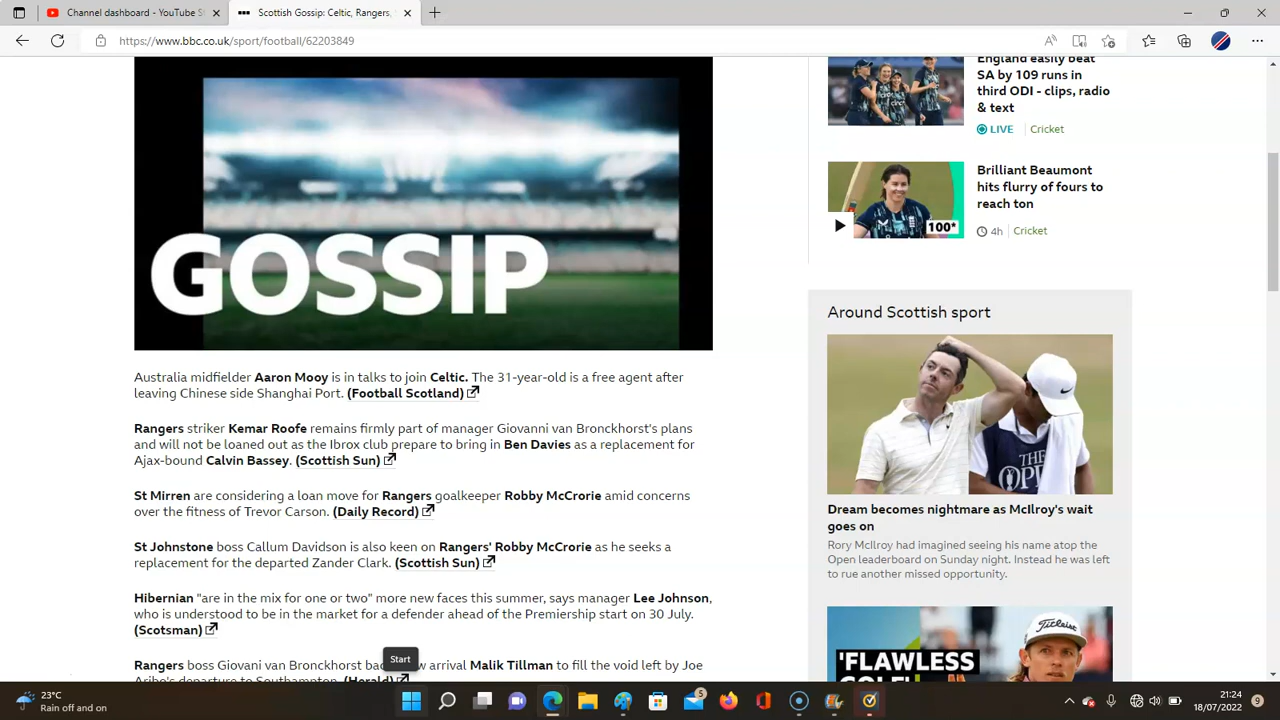 Channel dashboard - YouTube St
Scottish Gossip: Celtic, Rangers,
https://www.bbc.co.uk/sport/football/62203849
GOSSIP
Australia midfielder Aaron Mooy is in talks to join Celtic. The 31-year-old is a free agent after
leaving Chinese side Shanghai Port. (Football Scotland)
Rangers striker Kemar Roofe remains firmly part of manager Giovanni van Bronckhorst's plans
and will not be loaned out as the Ibrox club prepare to bring in Ben Davies as a replacement for
Ajax-bound Calvin Bassey. (Scottish Sun)
St Mirren are considering a loan move for Rangers goalkeeper Robby McCrorie amid concerns
over the fitness of Trevor Carson. (Daily Record)
St Johnstone boss Callum Davidson is also keen on Rangers' Robby McCrorie as he seeks a
replacement for the departed Zander Clark. (Scottish Sun)
Hibernian "are in the mix for one or two" more new faces this summer, says manager Lee Johnson,
who is understood to be in the market for a defender ahead of the Premiership start on 30 July.
(Scotsman)
Rangers boss Giovani van Bronckhorst bac w arrival Malik Tillman to fill the void left by Joe
Aribo's departure to Southampton. (Herald)
Start
England easily beat
SA by 109 runs in
third ODI - clips, radio
& text
LIVE Cricket
Brilliant Beaumont
hits flurry of fours to
reach ton
100*
4h Cricket
Around Scottish sport
THE
OPEN
Dream becomes nightmare as McIlroy's wait
goes on
Rory McIlroy had imagined seeing his name atop the
Open leaderboard on Sunday night. Instead he was left
to rue another missed opportunity.
Titleist
'FLAWLESS
GOLF'
23°C
Rain off and on
5
21:24
18/07/2022